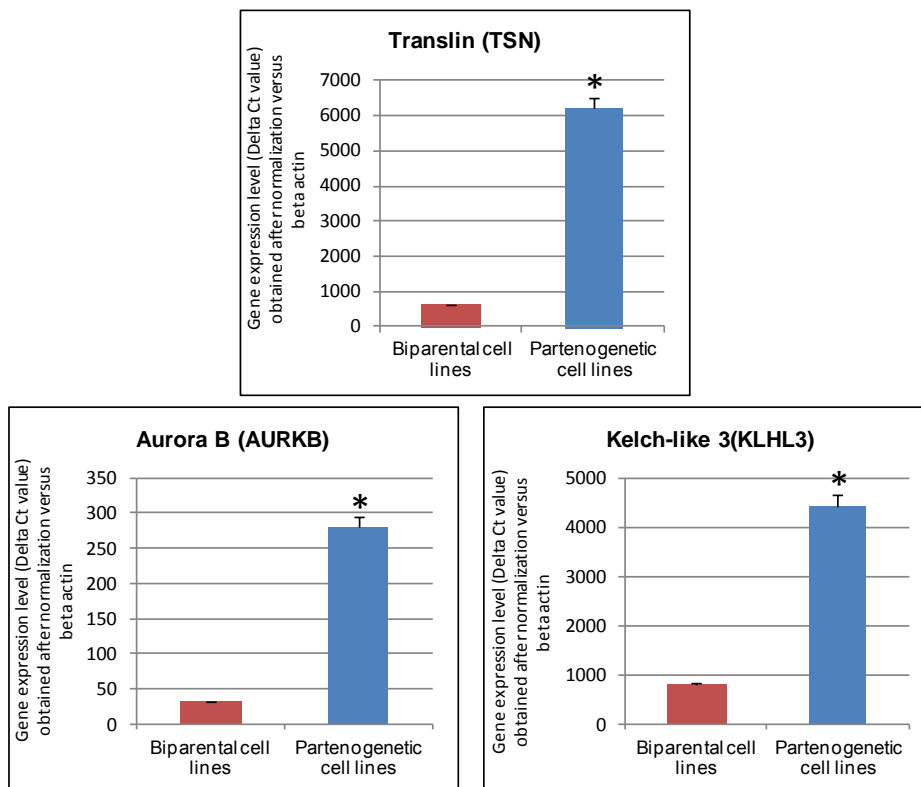 Translin (TSN)
Gene expression level (Delta Ct value)
obtained after normalization versus
beta actin
7000
6000
5000
4000
3000
2000
1000
0
*
Biparental cell
lines
Partenogenetic
cell lines
Aurora B (AURKB)
Gene expression level (Delta Ct value)
obtained after normalization versus
beta actin
350
300
250
200
150
100
50
0
*
Biparental cell
lines
Partenogenetic
cell lines
Kelch-like 3(KLHL3)
Gene expression level (Delta Ct value)
obtained after normalization versus
beta actin
5000
4000
3000
2000
1000
0
*
Biparental cell
lines
Partenogenetic
cell lines